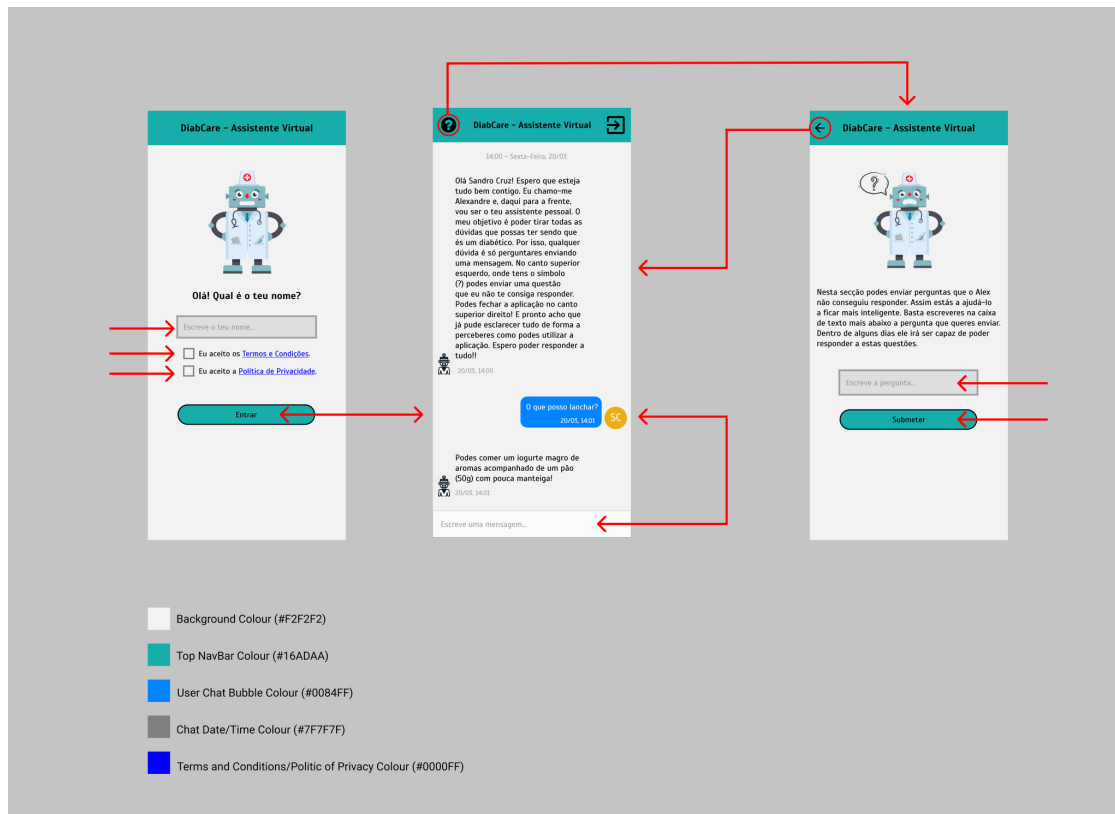 DiabCare – Assistente Virtual
Olá! Qual é o teu nome?
Escreve o teu nome...
Eu aceito os Termos e Condições.
Eu aceito a Política de Privacidade.
Entrar
?
DiabCare – Assistente Virtual
14:00 – Sexta-Feira, 20/03
Olá Sandro Cruz! Espero que esteja
tudo bem contigo. Eu chamo-me
Alexandre e, daqui para a frente,
vou ser o teu assistente pessoal. O
meu objetivo é poder tirar todas as
dúvidas que possas ter sendo que
és um diabético. Por isso, qualquer
dúvida é só perguntares enviando
uma mensagem. No canto superior
esquerdo, onde tens o símbolo
(?) podes enviar uma questão
que eu não te consiga responder.
Podes fechar a aplicação no canto
superior direito! E pronto acho que
já pude esclarecer tudo de forma a
perceberes como podes utilizar a
aplicação. Espero poder responder a
tudo!!
20/03, 14:00
O que posso lanchar?
20/03, 14:01
SC
Podes comer um iogurte magro de
aromas acompanhado de um pão
(50g) com pouca manteiga!
20/03, 14:01
Escreve uma mensagem...
DiabCare – Assistente Virtual
?
Nesta secção podes enviar perguntas que o Alex
não conseguiu responder. Assim estás a ajudá-lo
a ficar mais inteligente. Basta escreveres na caixa
de texto mais abaixo a pergunta que queres enviar.
Dentro de alguns dias ele irá ser capaz de poder
responder a estas questões.
Escreve a pergunta...
Submeter
Background Colour (#F2F2F2)
Top NavBar Colour (#16ADAA)
User Chat Bubble Colour (#0084FF)
Chat Date/Time Colour (#7F7F7F)
Terms and Conditions/Politic of Privacy Colour (#0000FF)